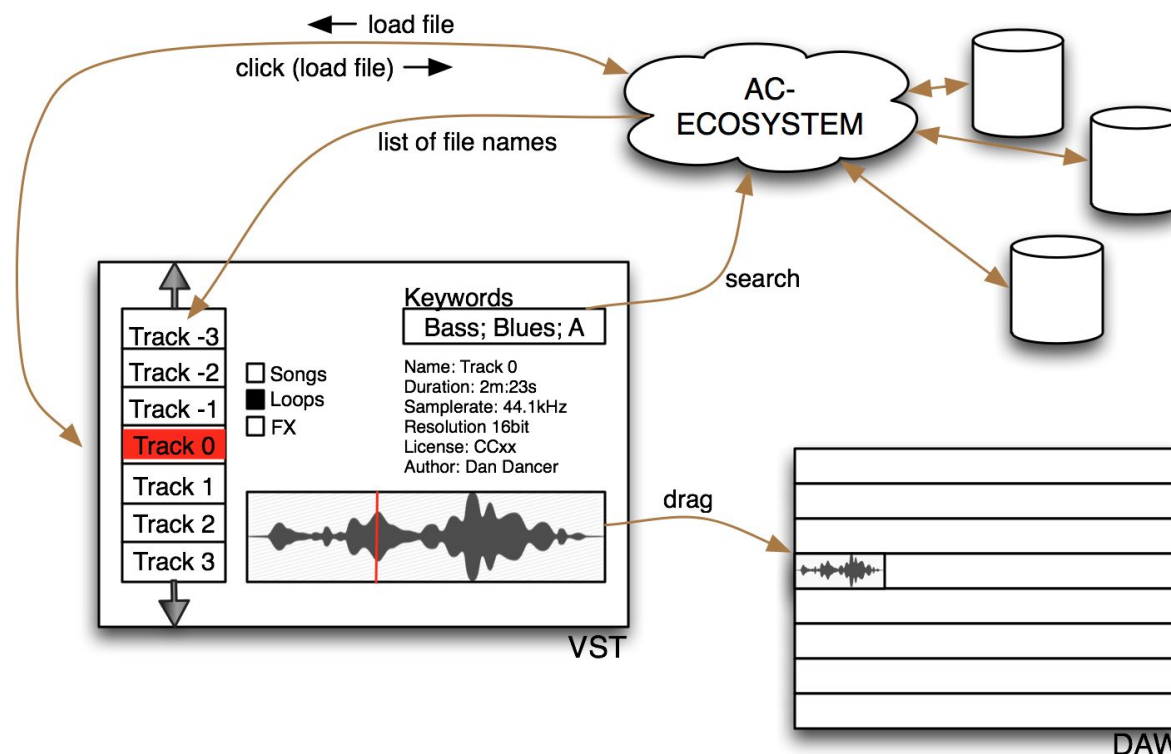 load file
click (load file)
AC-
ECOSYSTEM
list of file names
search
Keywords
Bass; Blues; A
Track -3
Track -2
Track -1
Track 0
Track 1
Track 2
Track 3
Songs
Loops
FX
Name: Track 0
Duration: 2m:23s
Samplerate: 44.1kHz
Resolution 16bit
License: CCxx
Author: Dan Dancer
drag
VST
DAW